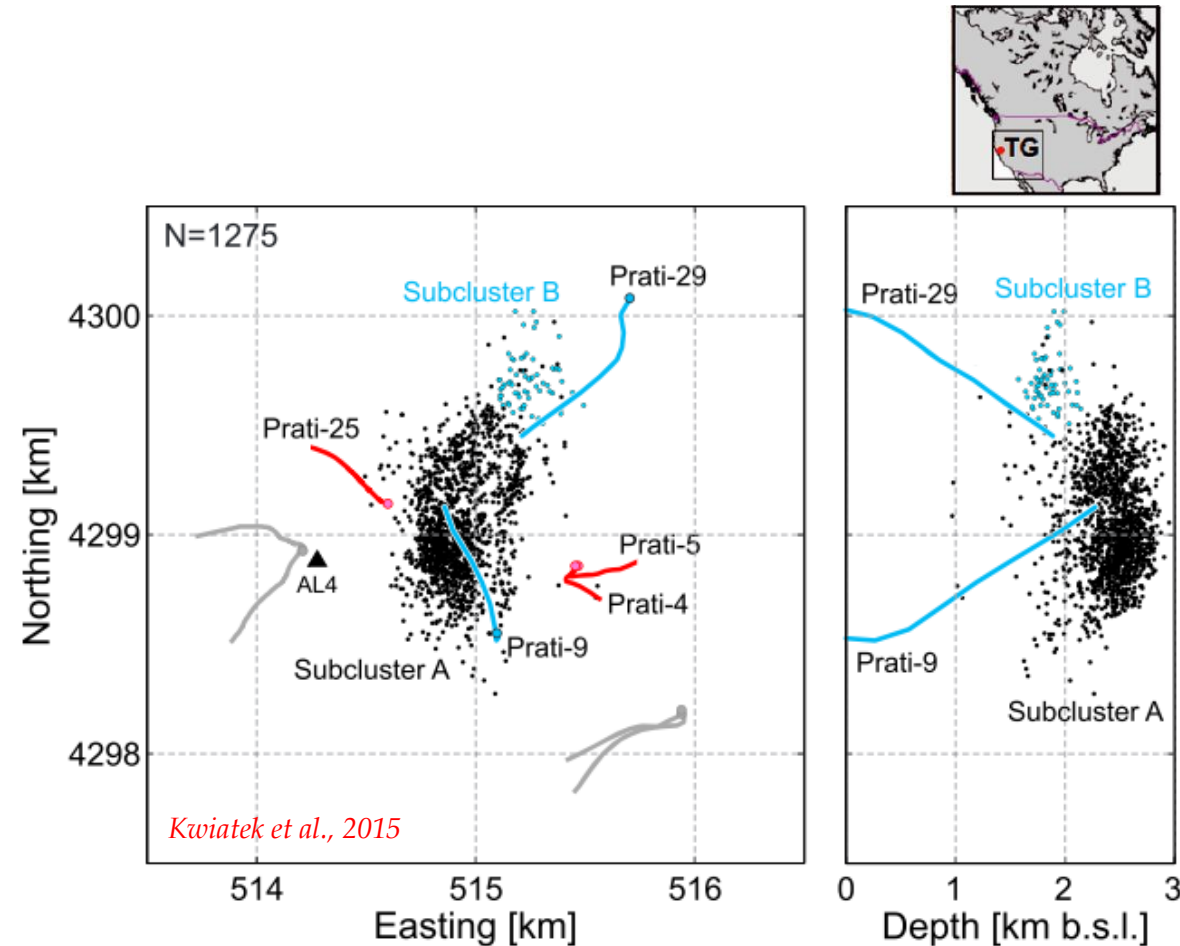 TG
N=1275
Prati-29
Subcluster B
4300
Prati-25
4299
AL4
Prati-5
Prati-4
Prati-9
Subcluster A
4298
Kwiatek et al., 2015
514
515
516
Easting [km]
Northing [km]
Prati-29
Subcluster B
Prati-9
Subcluster A
0
1
2
3
Depth [km b.s.l.]